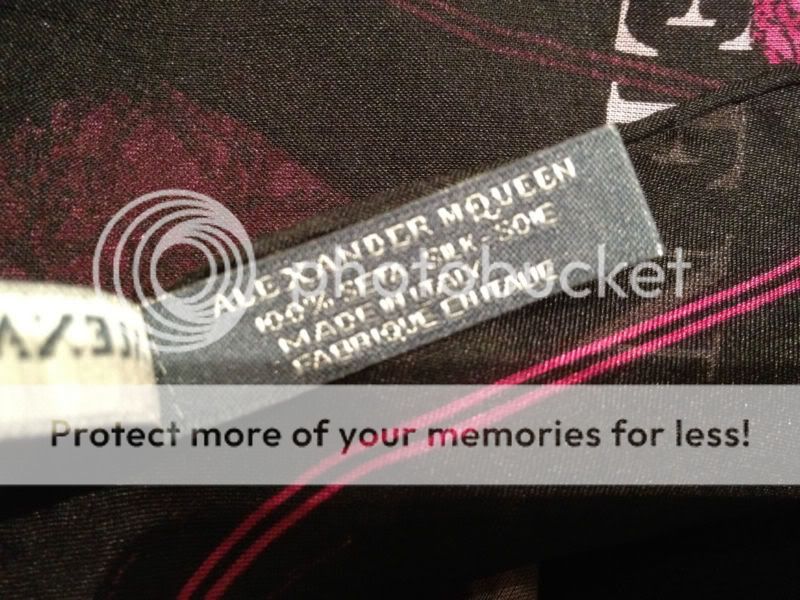 ALEXANDER MQUEEN
100% SETA SILK-SOIE
MADE IN ITALY
FABRIQUE EN ITALIE
photobucket
Protect more of your memories for less!